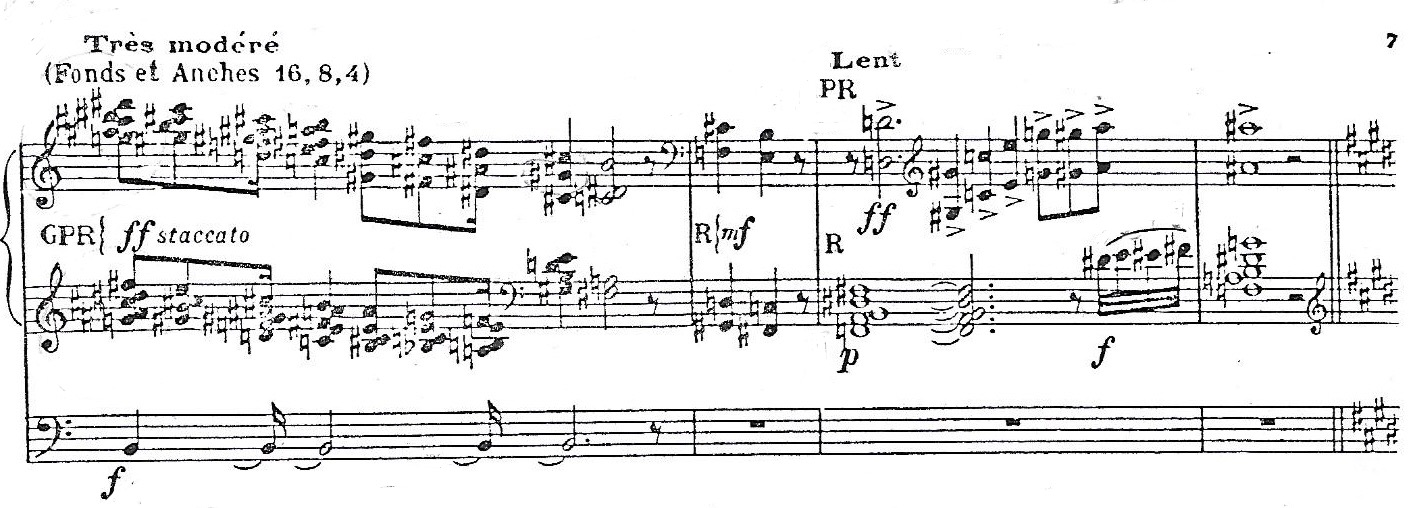 Très modéré
(Fonds et Anches 16, 8, 4)
Lent
7
PR
GPR{ ff staccato
ff
R{mf
R
p
f
f